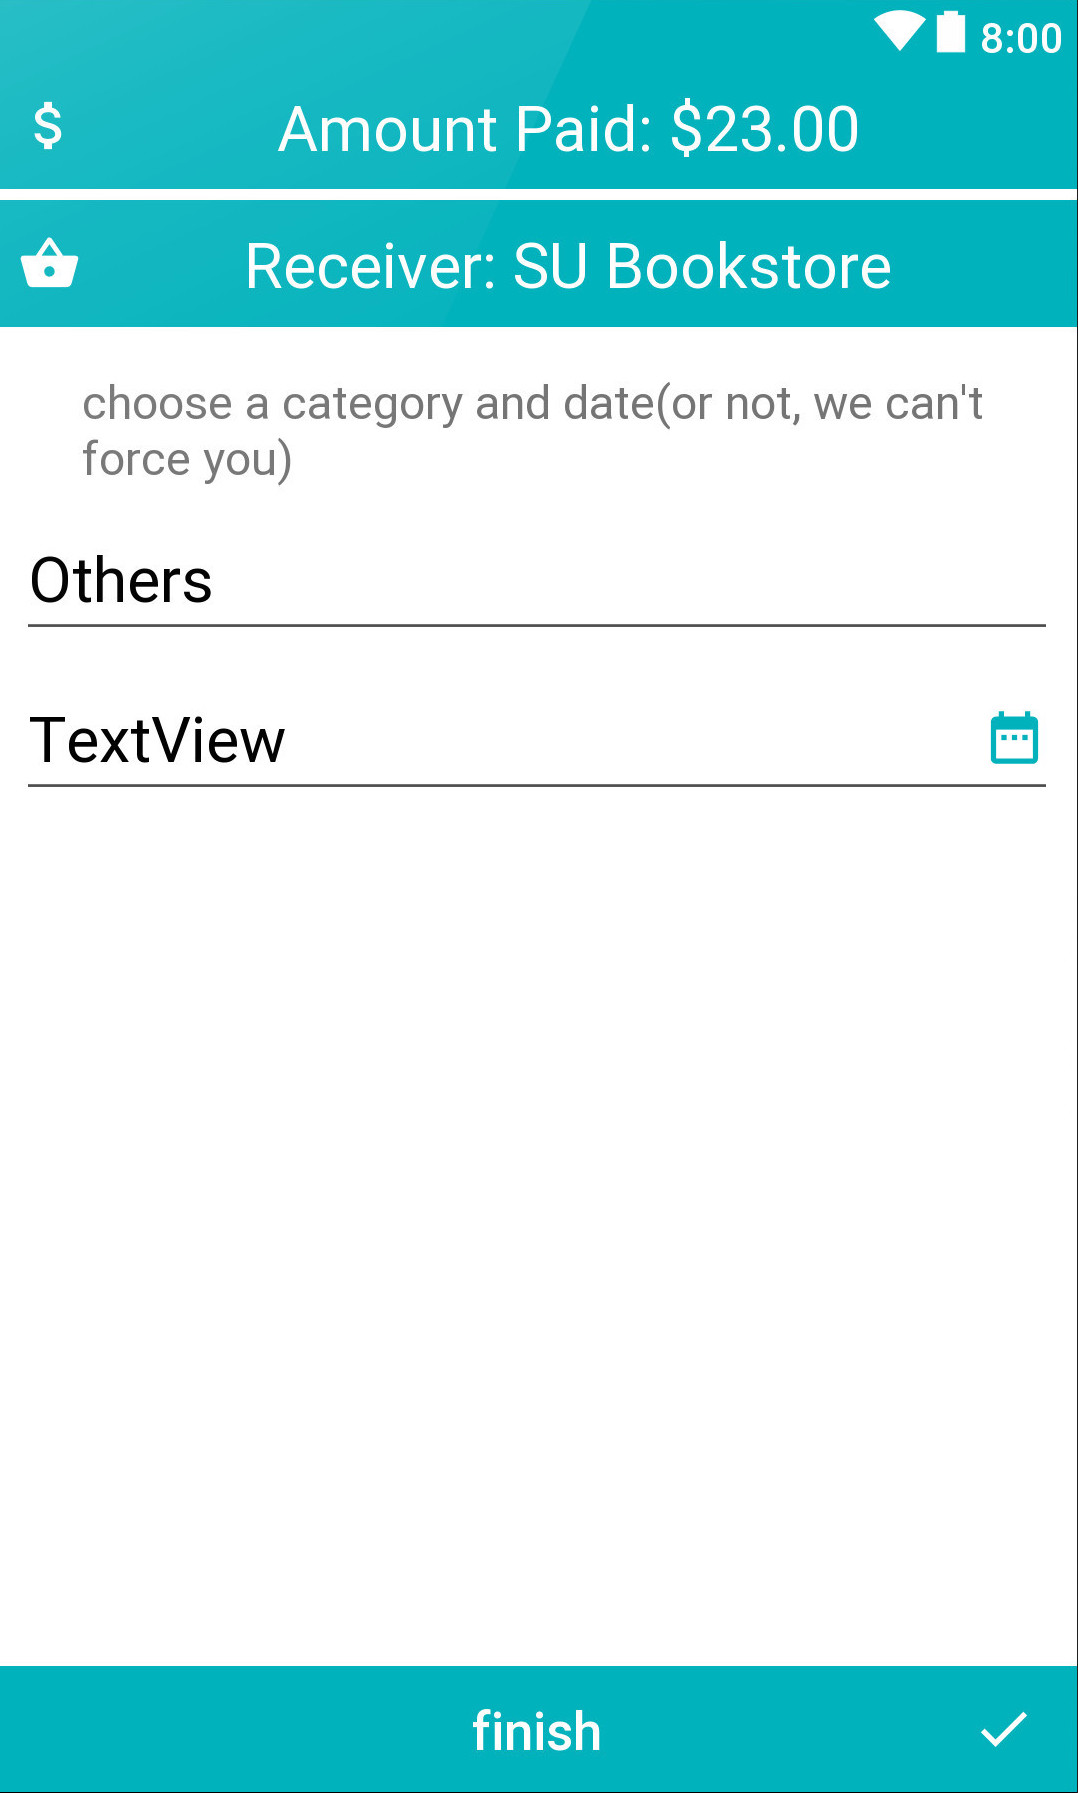 8:00
$ Amount Paid: $23.00
Receiver: SU Bookstore
choose a category and date(or not, we can't
force you)
Others
TextView
finish